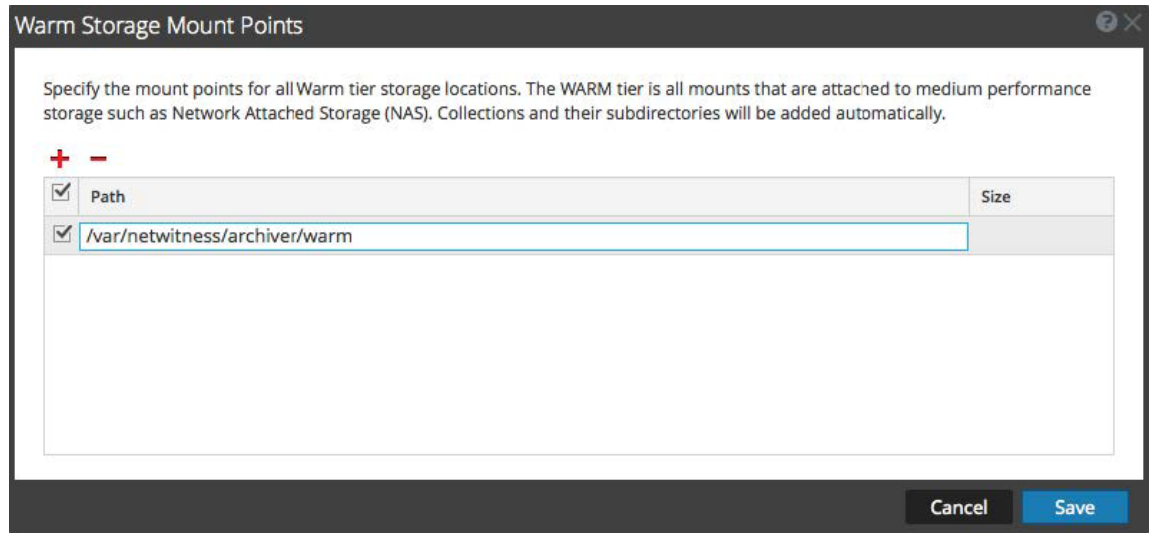 Warm Storage Mount Points
Specify the mount points for all Warm tier storage locations. The WARM tier is all mounts that are attached to medium performance
storage such as Network Attached Storage (NAS). Collections and their subdirectories will be added automatically.
Path Size
/var/netwitness/archiver/warm
Cancel Save